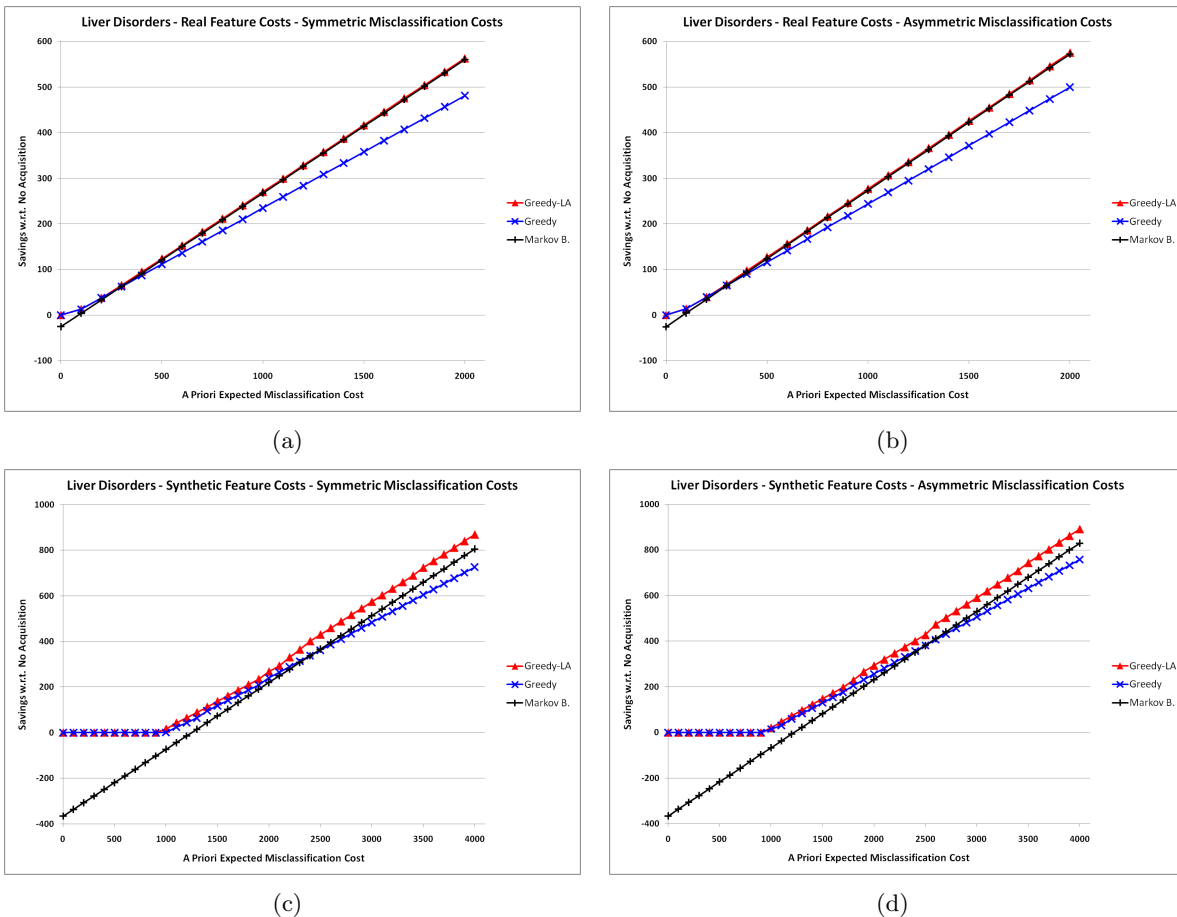 Liver Disorders - Real Feature Costs - Symmetric Misclassification Costs
600
500
400
300
200
100
0
-100
Savings w.r.t. No Acquisition
0 500 1000 1500 2000
A Priori Expected Misclassification Cost
Greedy-LA
Greedy
Markov B.
(a)
Liver Disorders - Real Feature Costs - Asymmetric Misclassification Costs
600
500
400
300
200
100
0
-100
Savings w.r.t. No Acquisition
0 500 1000 1500 2000
A Priori Expected Misclassification Cost
Greedy-LA
Greedy
Markov B.
(b)
Liver Disorders - Synthetic Feature Costs - Symmetric Misclassification Costs
1000
800
600
400
200
0
-200
-400
Savings w.r.t. No Acquisition
0 500 1000 1500 2000 2500 3000 3500 4000
A Priori Expected Misclassification Cost
Greedy-LA
Greedy
Markov B.
(c)
Liver Disorders - Synthetic Feature Costs - Asymmetric Misclassification Costs
1000
800
600
400
200
0
-200
-400
Savings w.r.t. No Acquisition
0 500 1000 1500 2000 2500 3000 3500 4000
A Priori Expected Misclassification Cost
Greedy-LA
Greedy
Markov B.
(d)